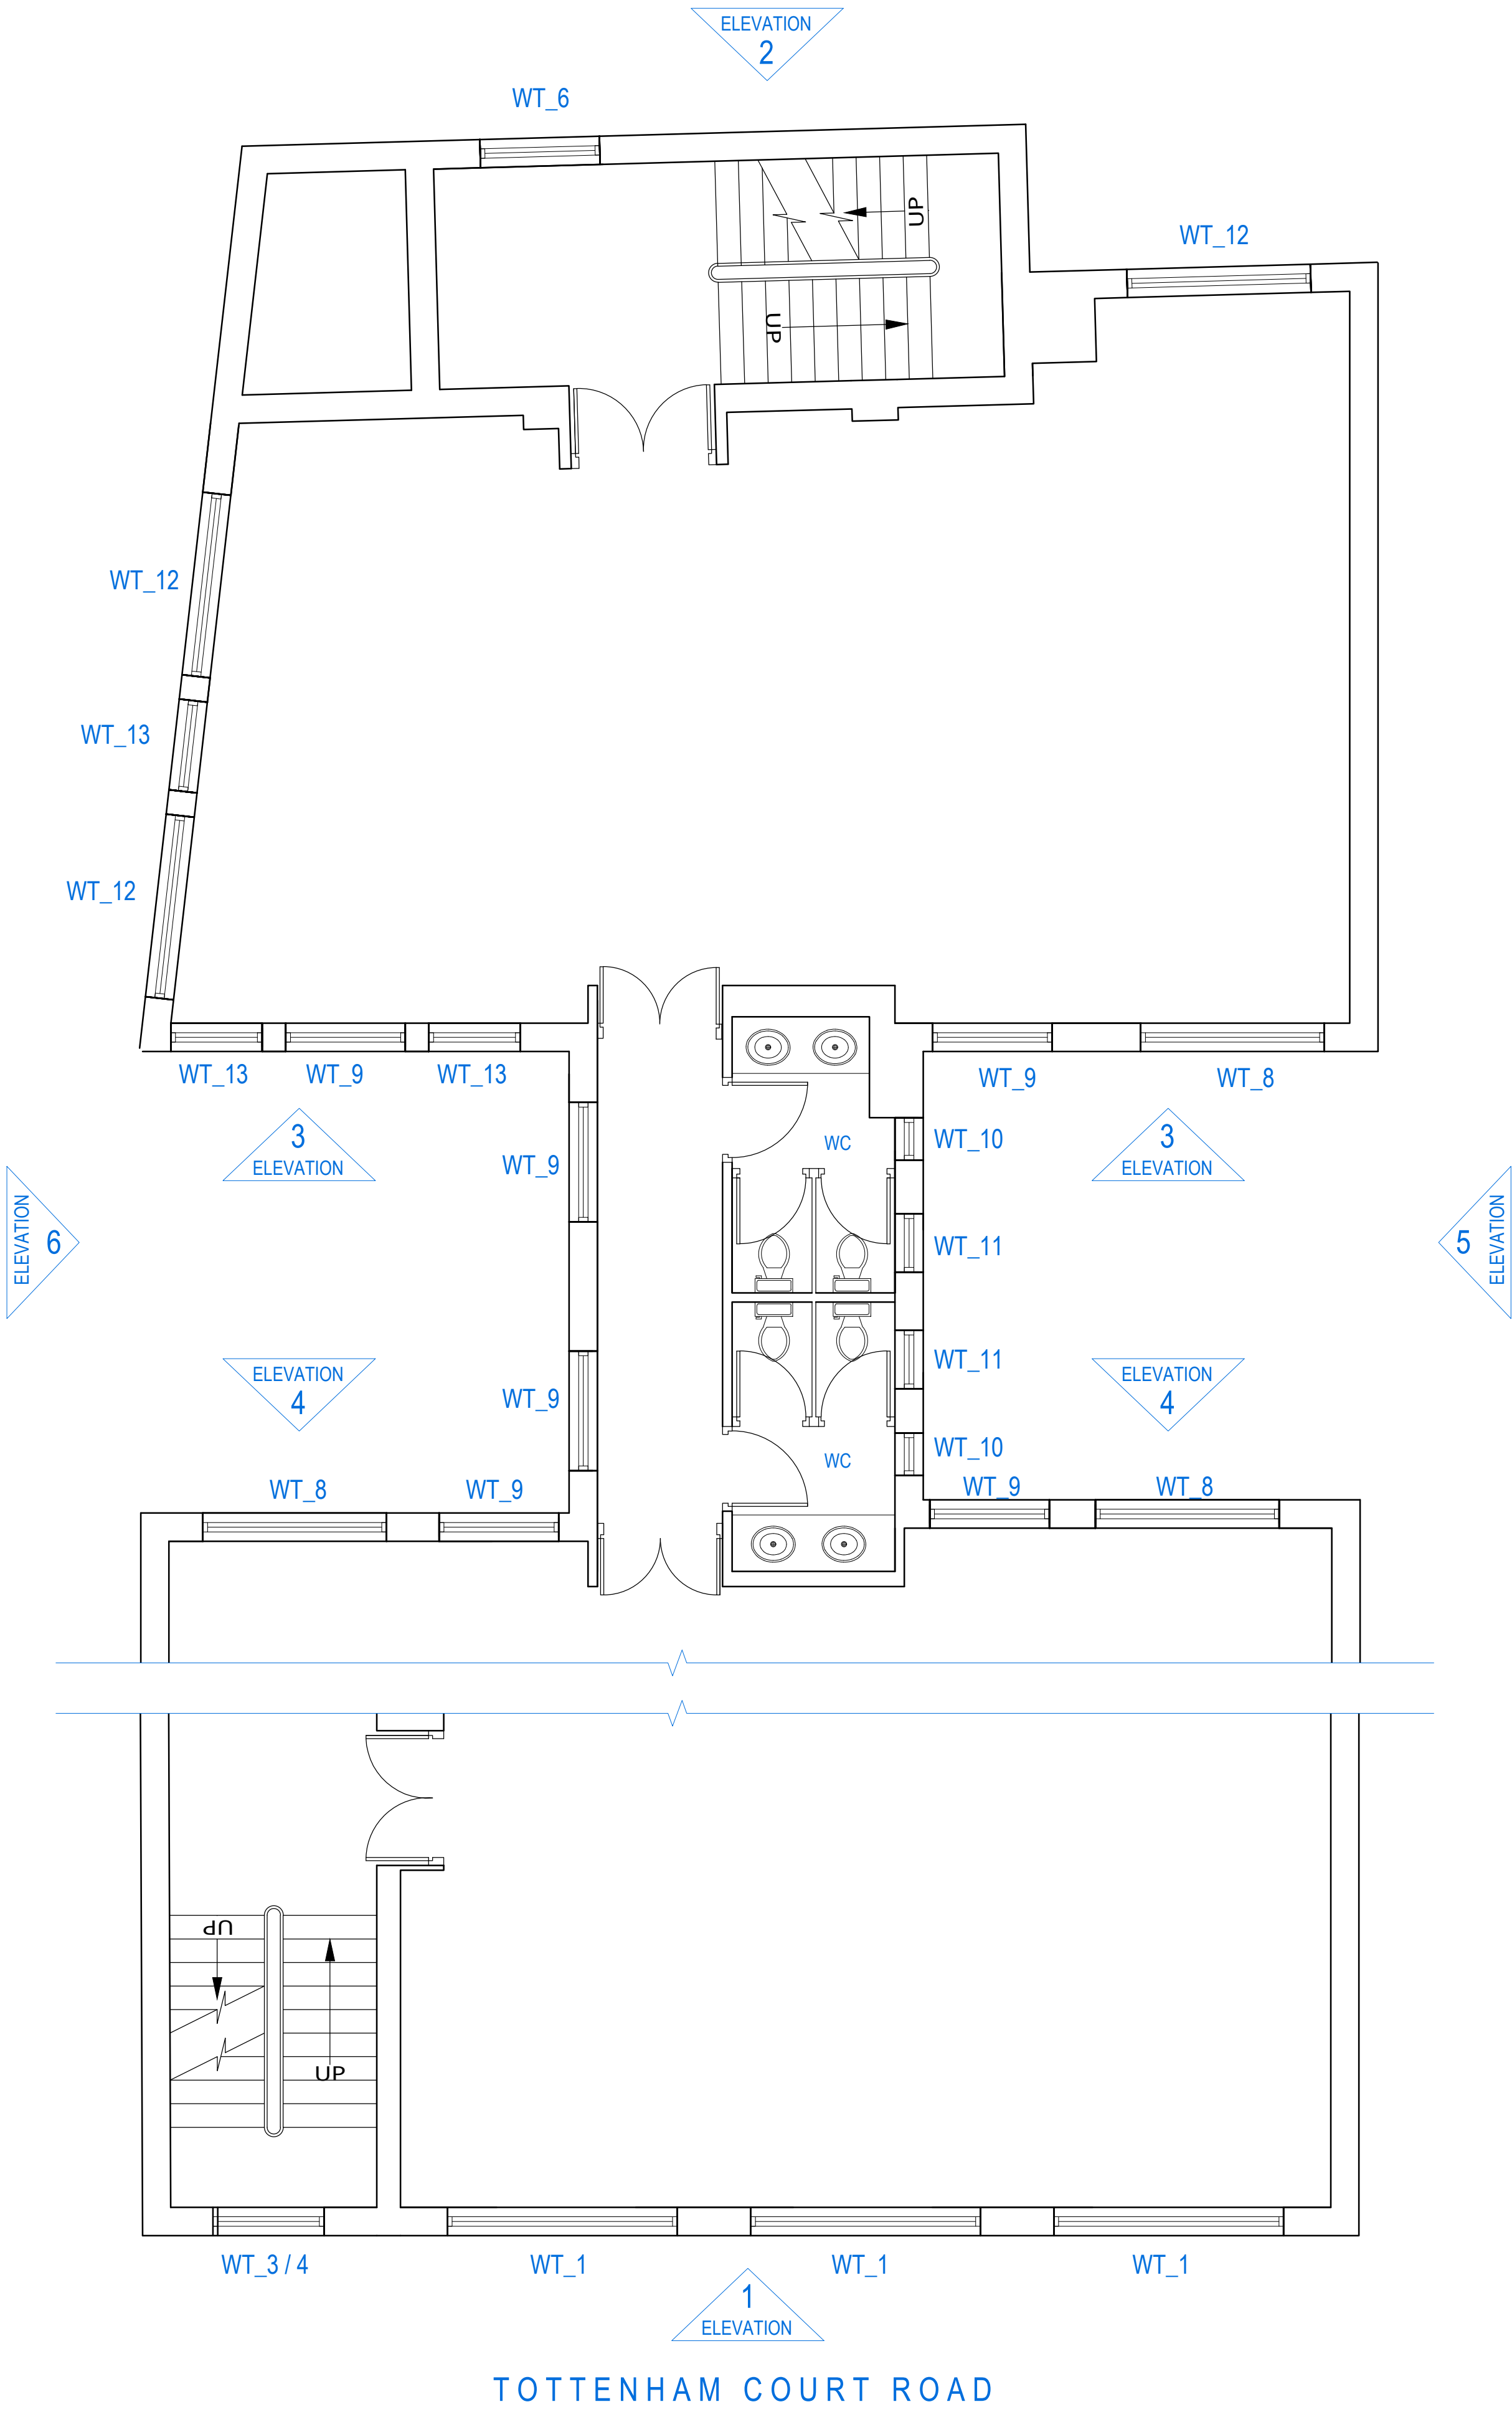 ELEVATION
2
WT_6
UP
WT_12
UP
WT_12
WT_13
WT_12
WT_13
WT_9
WT_13
WT_9
WT_8
3
ELEVATION
WT_9
WC
WT_10
3
ELEVATION
ELEVATION
6
WT_11
5
ELEVATION
ELEVATION
4
WT_9
WT_11
ELEVATION
4
WT_10
WC
WT_8
WT_9
WT_9
WT_8
UP
UP
WT_3 / 4
WT_1
WT_1
WT_1
1
ELEVATION
TOTTENHAM COURT ROAD